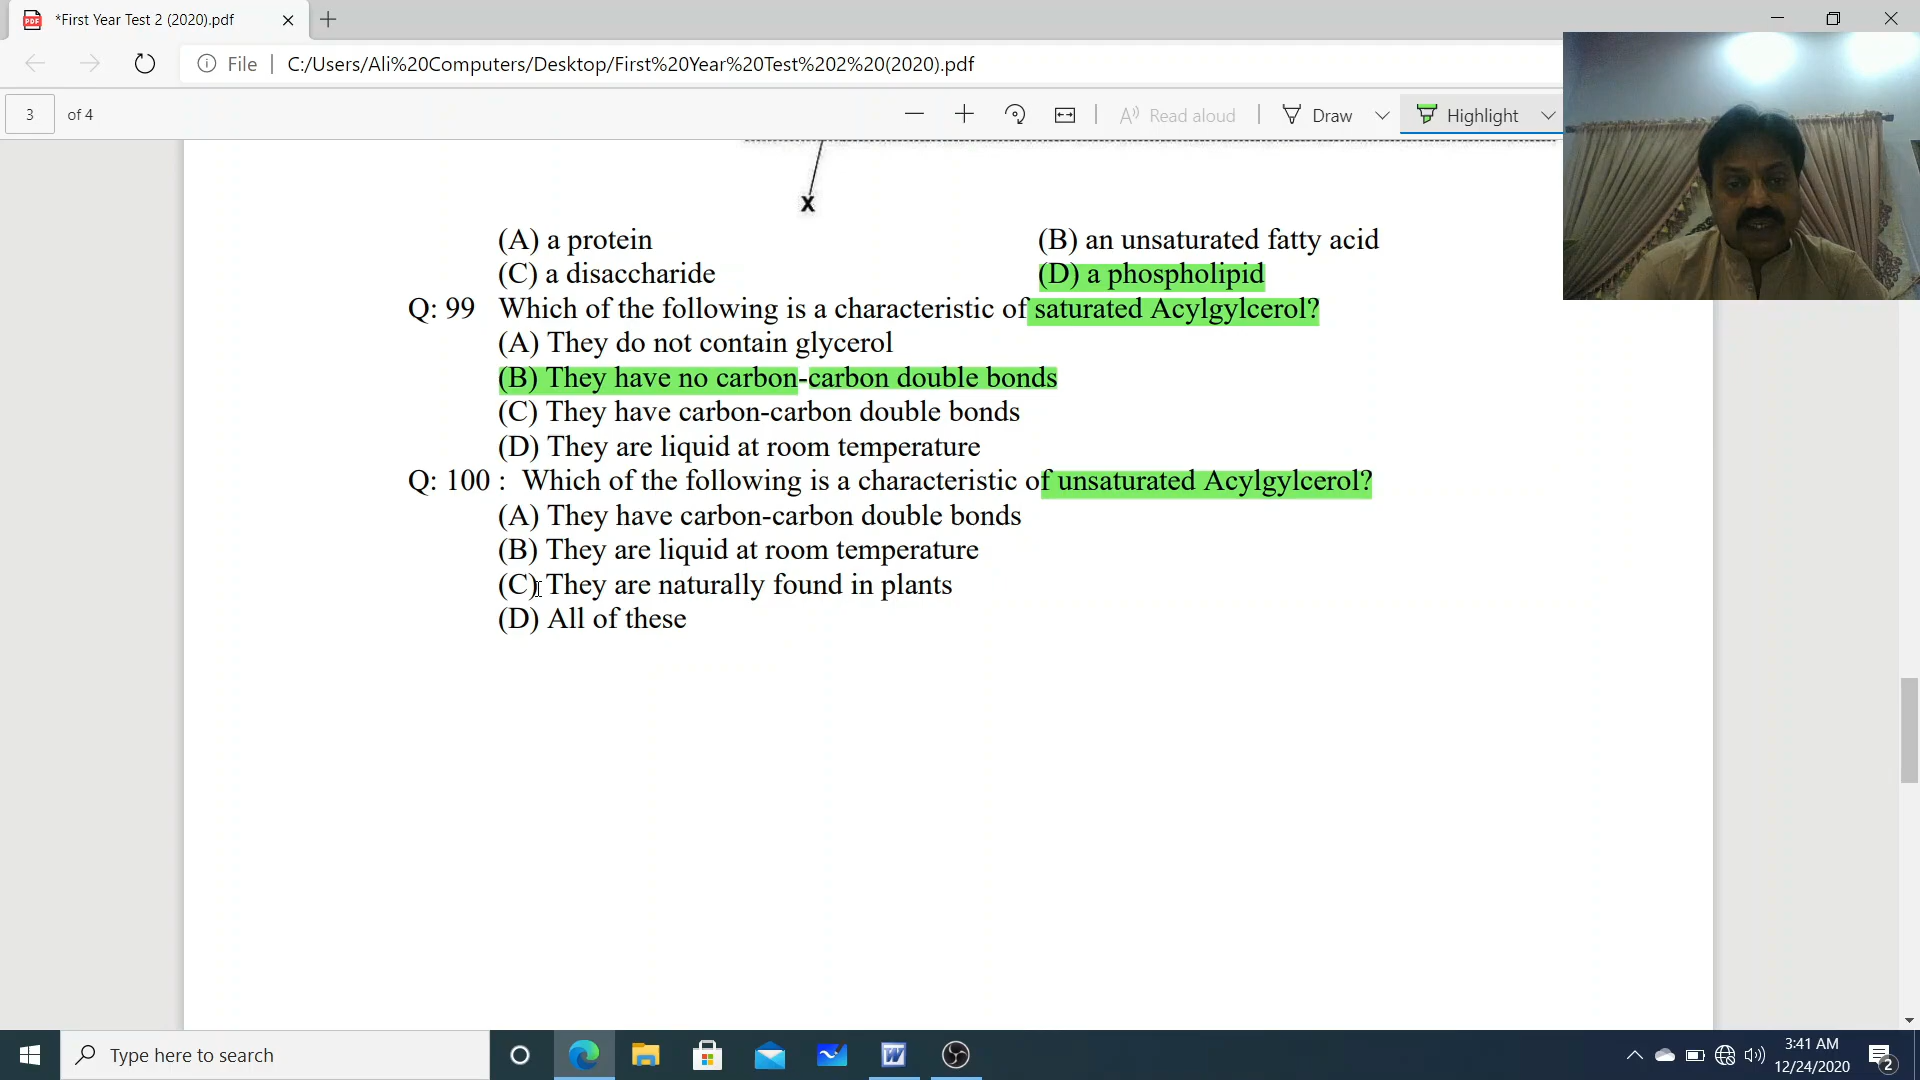 *First Year Test 2 (2020).pdf
File
C:/Users/Ali%20Computers/Desktop/First%20Year%20Test%202%20(2020).pdf
3 of 4
Read aloud
Draw
Highlight
X
(A) a protein (B) an unsaturated fatty acid
(C) a disaccharide (D) a phospholipid
Q: 99 Which of the following is a characteristic of saturated Acylgylcerol?
(A) They do not contain glycerol
(B) They have no carbon-carbon double bonds
(C) They have carbon-carbon double bonds
(D) They are liquid at room temperature
Q: 100 : Which of the following is a characteristic of unsaturated Acylgylcerol?
(A) They have carbon-carbon double bonds
(B) They are liquid at room temperature
(C) They are naturally found in plants
(D) All of these
Type here to search
3:41 AM
12/24/2020
2